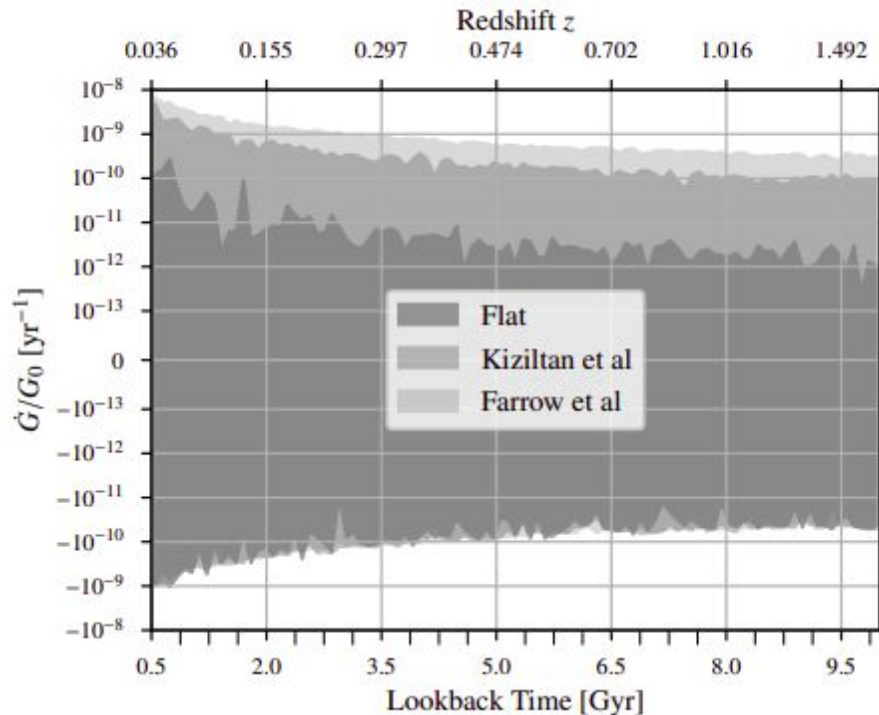 Redshift z
0.036 0.155 0.297 0.474 0.702 1.016 1.492
10⁻⁸
10⁻⁹
10⁻¹⁰
10⁻¹¹
10⁻¹²
10⁻¹³
0
−10⁻¹³
−10⁻¹²
−10⁻¹¹
−10⁻¹⁰
−10⁻⁹
−10⁻⁸
Ġ/G₀ [yr⁻¹]
Flat
Kiziltan et al
Farrow et al
0.5 2.0 3.5 5.0 6.5 8.0 9.5
Lookback Time [Gyr]